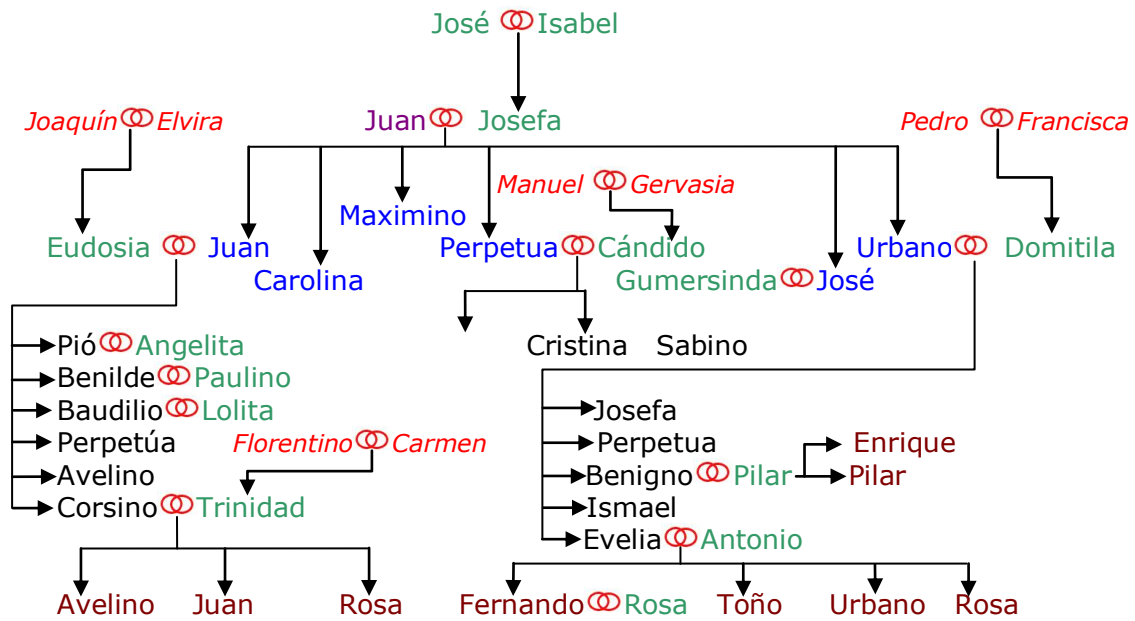 José Isabel
Joaquín Elvira Juan Josefa Pedro Francisca
Manuel Gervasia
Maximino
Eudosia Juan Perpetua Cándido Urbano Domitila
Carolina Gumersinda José
Pió Angelita Cristina Sabino
Benilde Paulino
Baudilio Lolita Josefa
Perpetúa Florentino Carmen Perpetua Enrique
Avelino Benigno Pilar Pilar
Corsino Trinidad Ismael
Evelia Antonio
Avelino Juan Rosa Fernando Rosa Toño Urbano Rosa